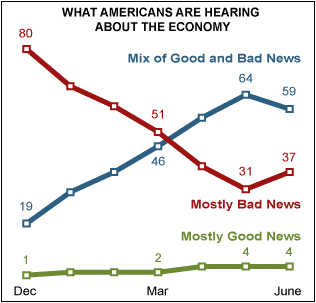 WHAT AMERICANS ARE HEARING
ABOUT THE ECONOMY
80
Mix of Good and Bad News
64
59
51
46
37
31
19
Mostly Bad News
Mostly Good News
1
2
4
4
Dec
Mar
June